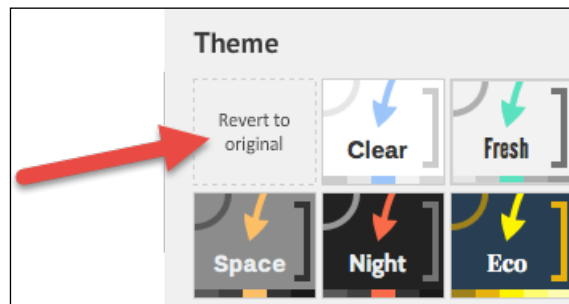 Theme
Revert to
original
Clear
Fresh
Space
Night
Eco